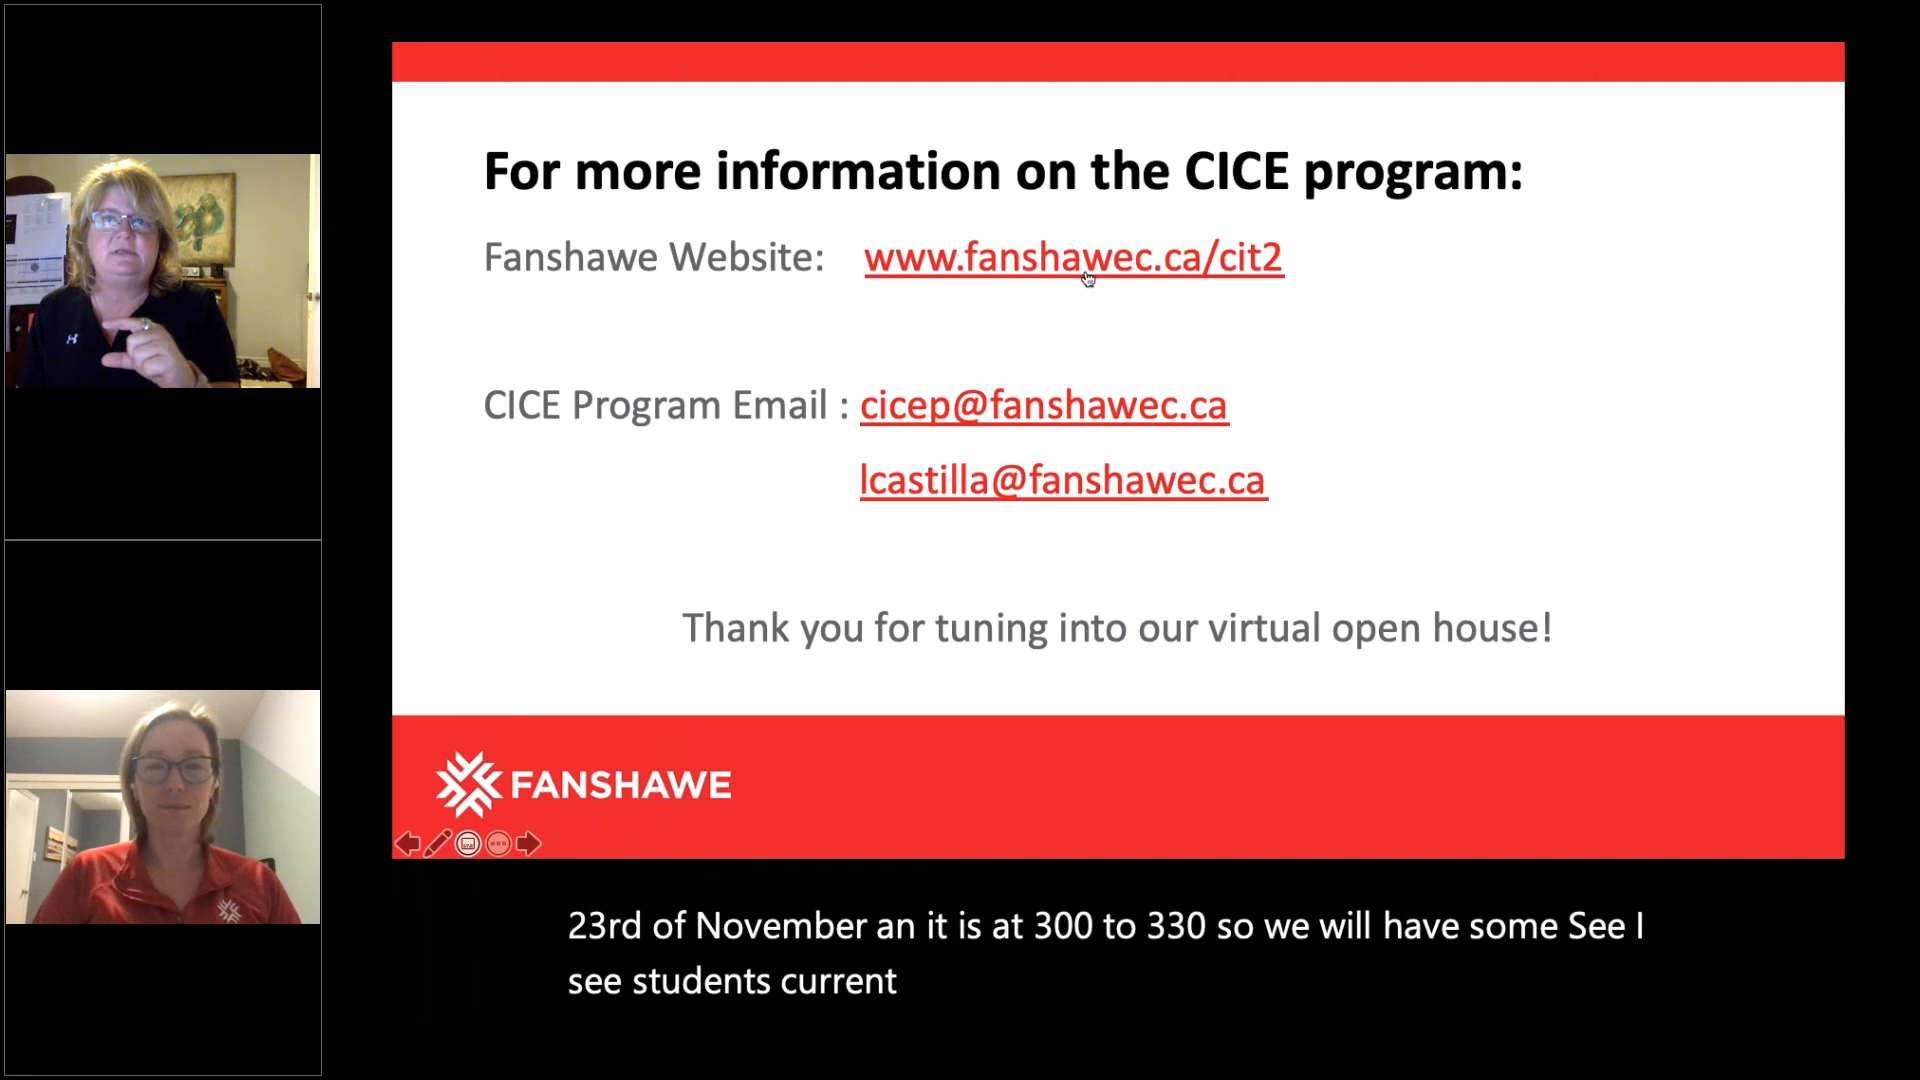 For more information on the CICE program:
Fanshawe Website: www.fanshawec.ca/cit2
CICE Program Email : cicep@fanshawec.ca
lcastilla@fanshawec.ca
Thank you for tuning into our virtual open house!
FANSHAWE
23rd of November an it is at 300 to 330 so we will have some See I
see students current